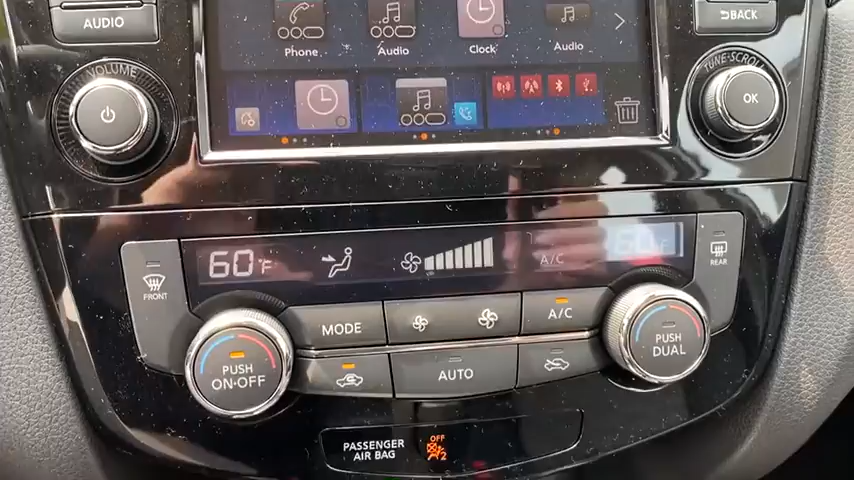 AUDIO
Phone
Audio
Clock
Audio
BACK
VOLUME
TUNE·SCROLL
OK
60°F
A/C
60°F
FRONT
REAR
MODE
A/C
PUSH
ON·OFF
AUTO
PUSH
DUAL
PASSENGER
AIR BAG
OFF
2